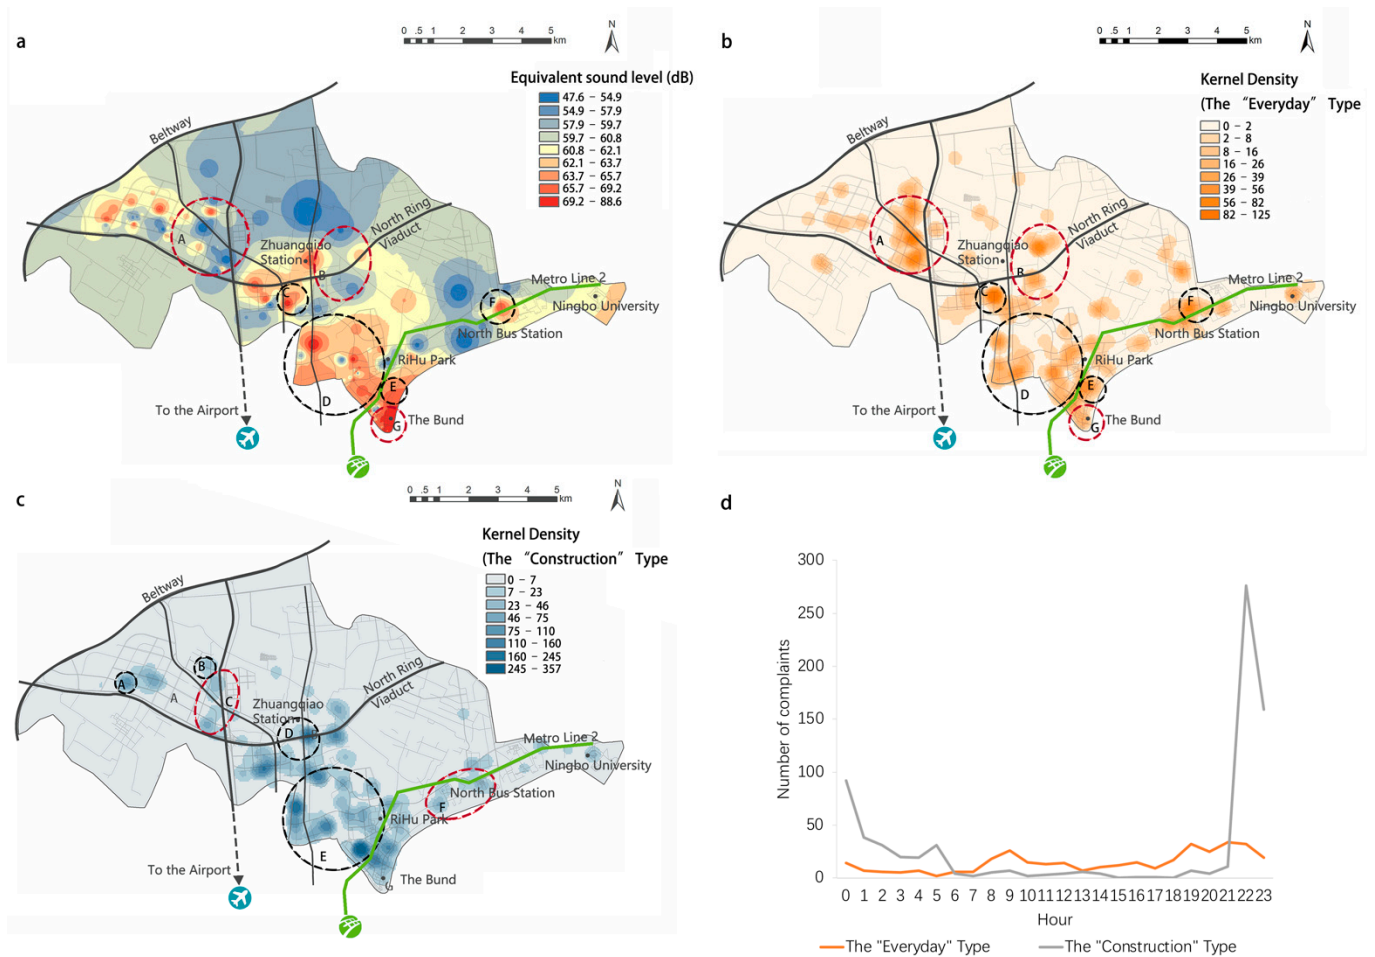 a
0 .5 1 2 3 4 5
km
N
Equivalent sound level (dB)
47.6 – 54.9
54.9 – 57.9
57.9 – 59.7
59.7 – 60.8
60.8 – 62.1
62.1 – 63.7
63.7 – 65.7
65.7 – 69.2
69.2 – 88.6
Beltway
North Ring
Viaduct
A
Zhuangqiao
Station
B
C
Metro Line 2
F
Ningbo University
North Bus Station
RiHu Park
E
D
To the Airport
The Bund
G
b
0 .5 1 2 3 4 5
km
N
Kernel Density
(The “Everyday” Type
0 – 2
2 – 8
8 – 16
16 – 26
26 – 39
39 – 56
56 – 82
82 – 125
Beltway
North Ring
Viaduct
A
Zhuangqiao
Station
B
C
Metro Line 2
F
Ningbo University
North Bus Station
RiHu Park
E
D
To the Airport
The Bund
G
c
0 .5 1 2 3 4 5
km
N
Kernel Density
(The “Construction” Type
0 – 7
7 – 23
23 – 46
46 – 75
75 – 110
110 – 160
160 – 245
245 – 357
Beltway
North Ring
Viaduct
B
A
A
C
Zhuangqiao
Station
D
Metro Line 2
Ningbo University
North Bus Station
F
RiHu Park
E
To the Airport
The Bund
G
d
300
250
200
150
100
50
0
Number of complaints
0 1 2 3 4 5 6 7 8 9 10 11 12 13 14 15 16 17 18 19 20 21 22 23
Hour
The "Everyday" Type
The "Construction" Type